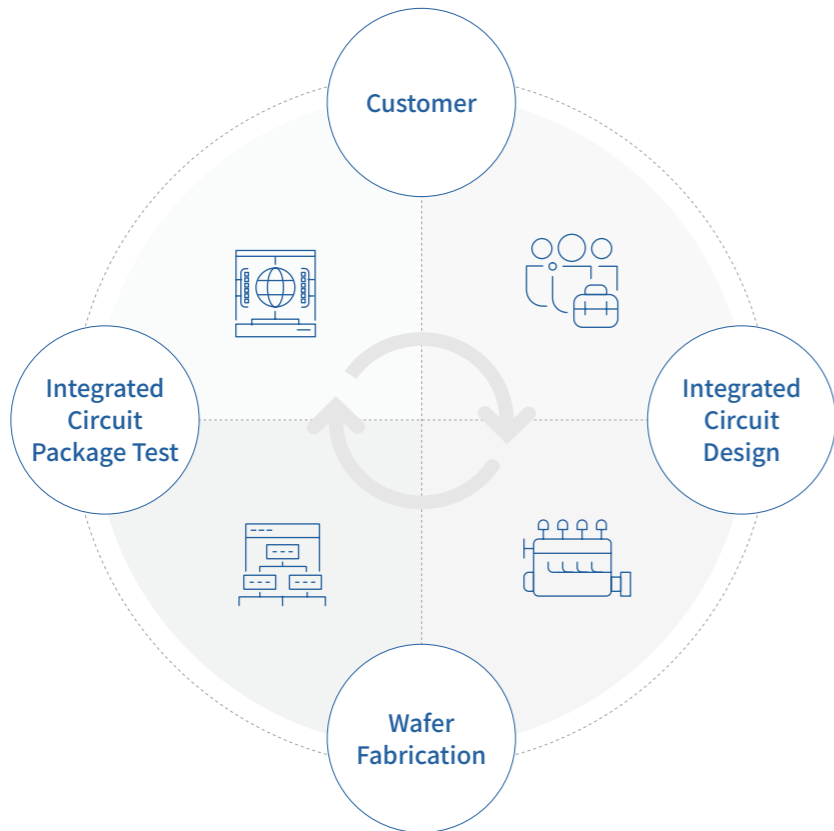 Customer
Integrated
Circuit
Package Test
Integrated
Circuit
Design
Wafer
Fabrication